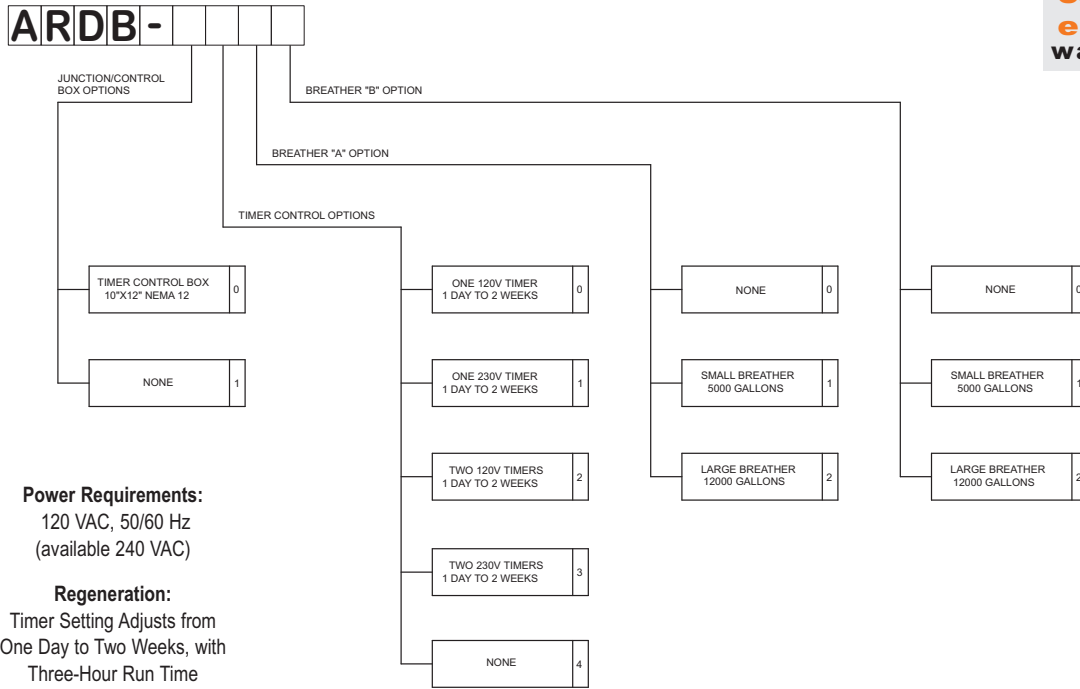 ARDB-
JUNCTION/CONTROL
BOX OPTIONS
BREATHER "B" OPTION
BREATHER "A" OPTION
TIMER CONTROL OPTIONS
TIMER CONTROL BOX
10"X12" NEMA 12
0
NONE
1
ONE 120V TIMER
1 DAY TO 2 WEEKS
0
ONE 230V TIMER
1 DAY TO 2 WEEKS
1
TWO 120V TIMERS
1 DAY TO 2 WEEKS
2
TWO 230V TIMERS
1 DAY TO 2 WEEKS
3
NONE
4
NONE
0
SMALL BREATHER
5000 GALLONS
1
LARGE BREATHER
12000 GALLONS
2
NONE
0
SMALL BREATHER
5000 GALLONS
1
LARGE BREATHER
12000 GALLONS
2
Power Requirements:
120 VAC, 50/60 Hz
(available 240 VAC)
Regeneration:
Timer Setting Adjusts from
One Day to Two Weeks, with
Three-Hour Run Time